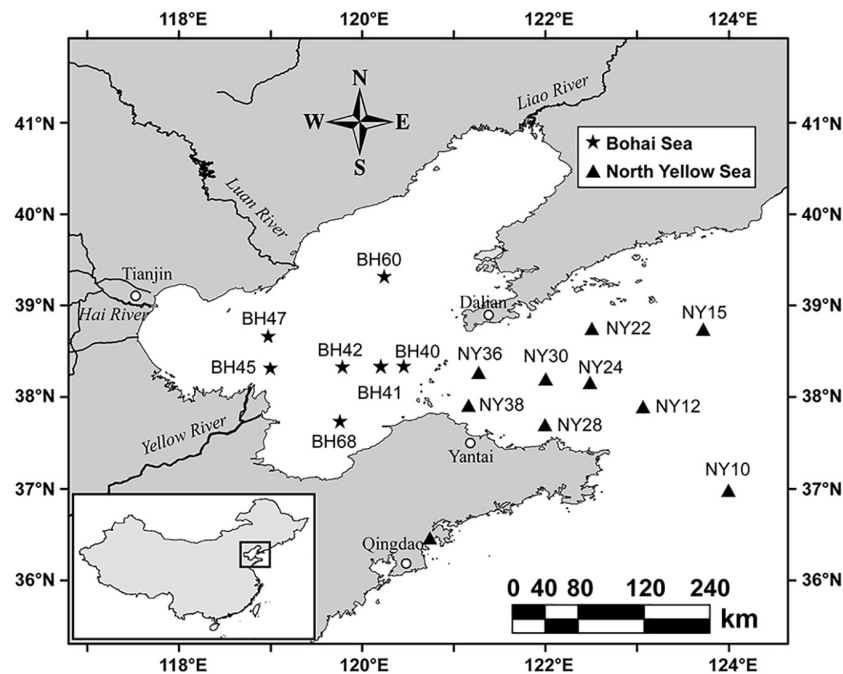 118°E 120°E 122°E 124°E
41°N 41°N
40°N 40°N
39°N 39°N
38°N 38°N
37°N 37°N
36°N 36°N
N
W E
S
Liao River
Bohai Sea
North Yellow Sea
Luan River
Tianjin
Hai River
BH60
Dalian
BH47
NY22
NY15
BH45
BH42
BH40
BH41
NY36
NY30
NY24
NY38
NY12
Yellow River
BH68
NY28
Yantai
NY10
Qingdao
0 40 80 120 240
km
118°E 120°E 122°E 124°E